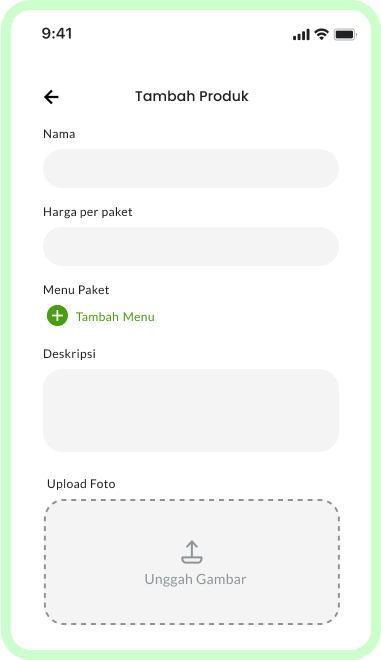 9:41
Tambah Produk
Nama
Harga per paket
Menu Paket
Tambah Menu
Deskripsi
Upload Foto
Unggah Gambar